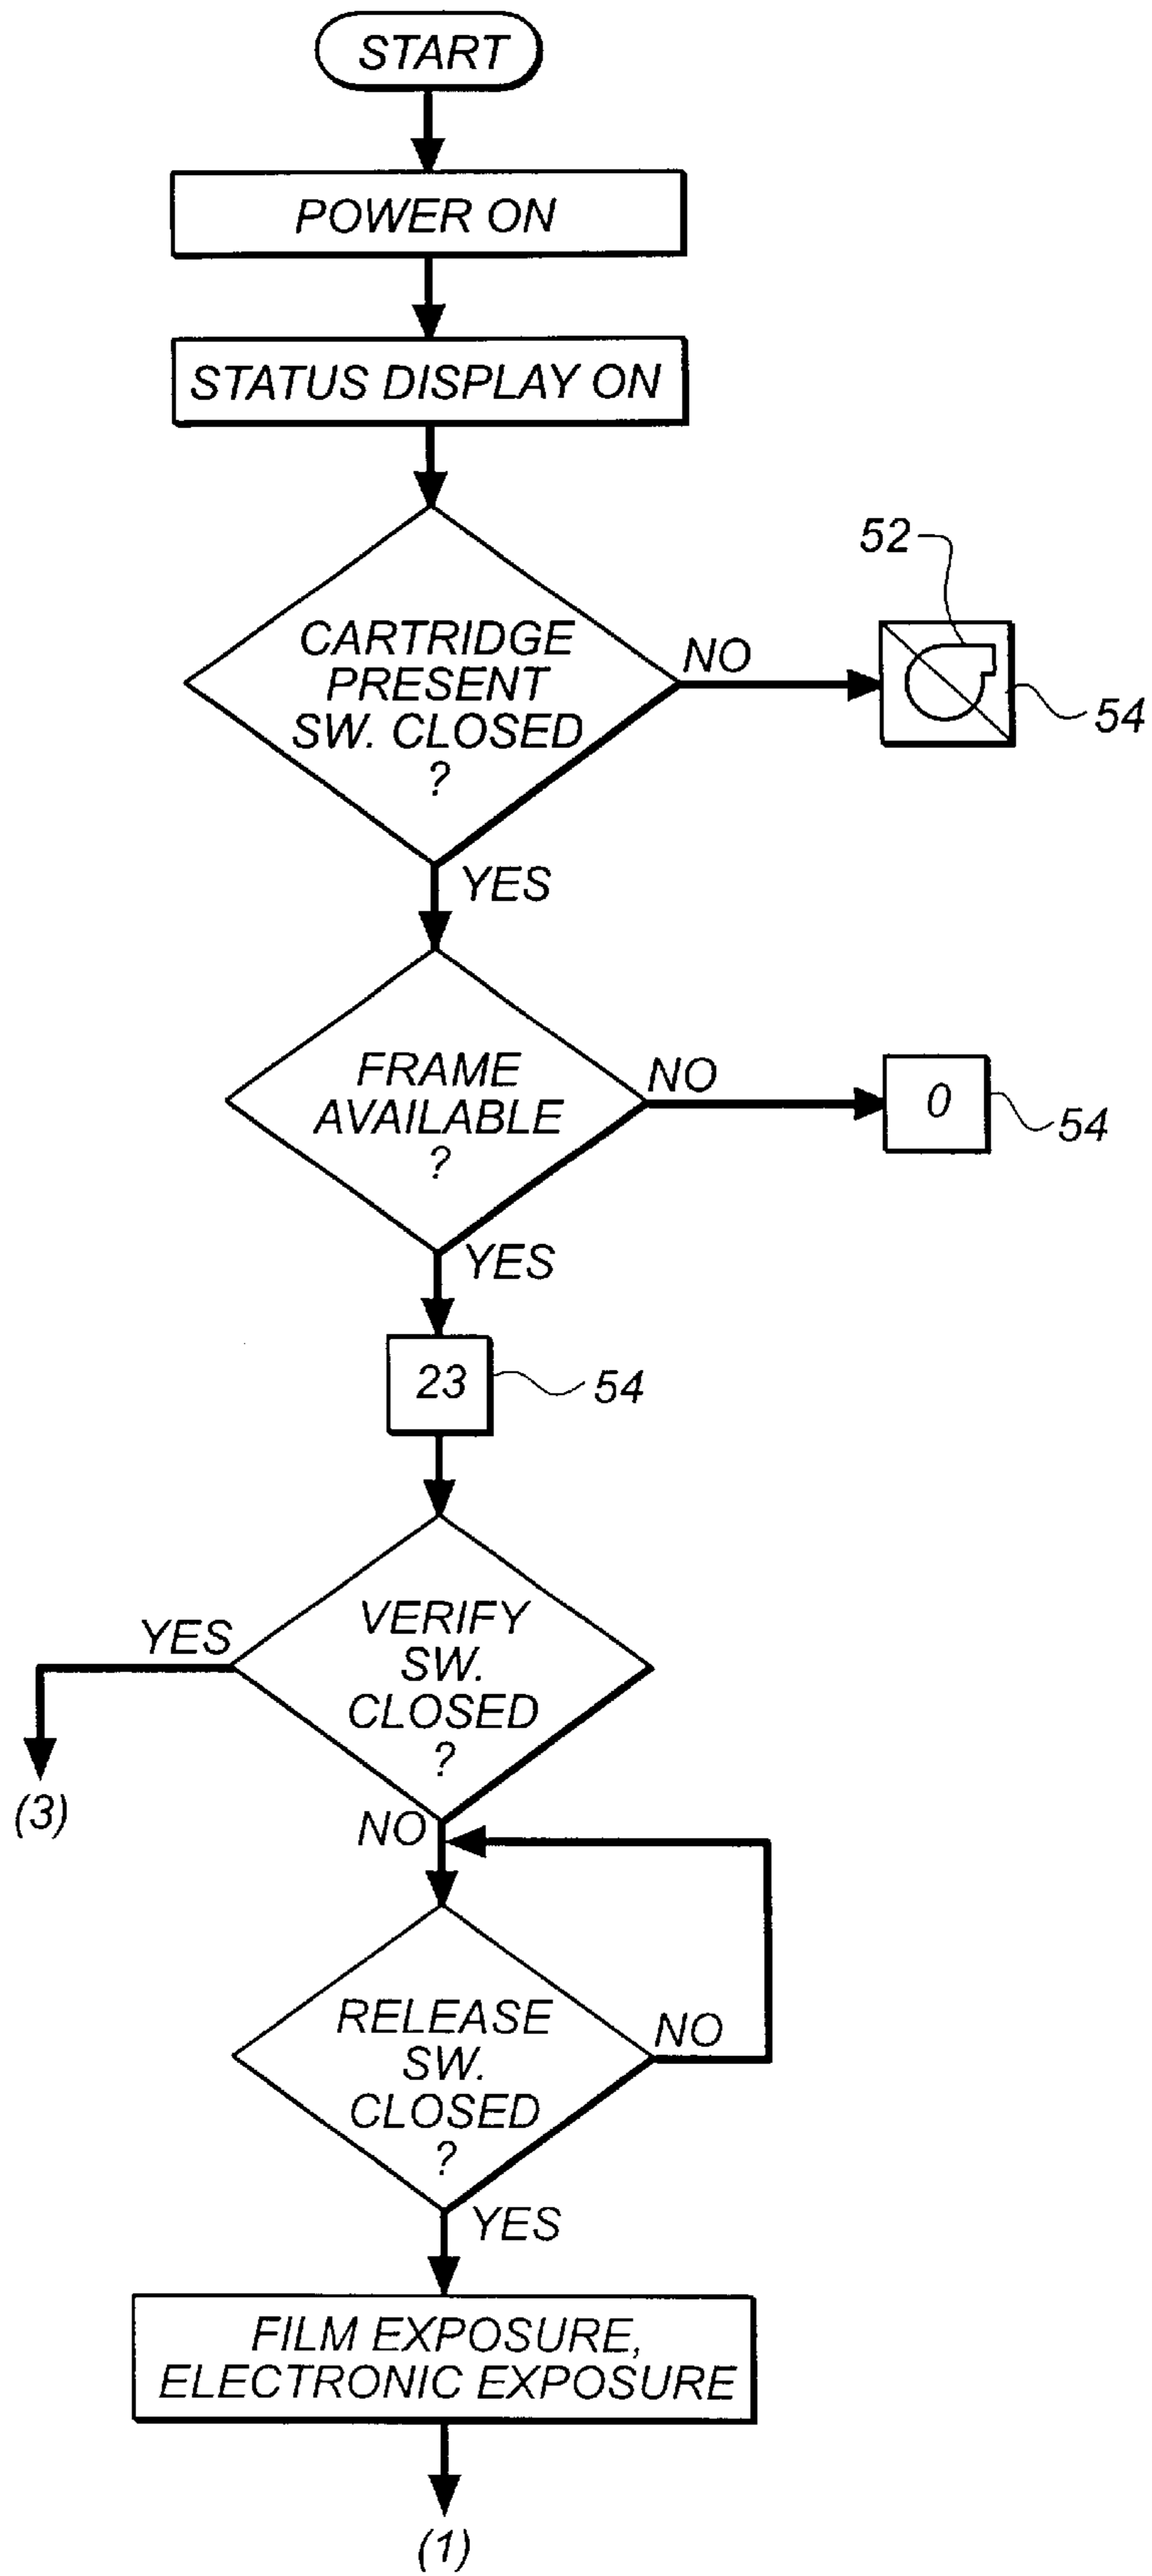 START
POWER ON
STATUS DISPLAY ON
52
CARTRIDGE
PRESENT
SW. CLOSED
?
NO
54
YES
FRAME
AVAILABLE
?
NO
0
54
YES
23
54
YES
VERIFY
SW.
CLOSED
?
(3)
NO
RELEASE
SW.
CLOSED
?
NO
YES
FILM EXPOSURE,
ELECTRONIC EXPOSURE
(1)